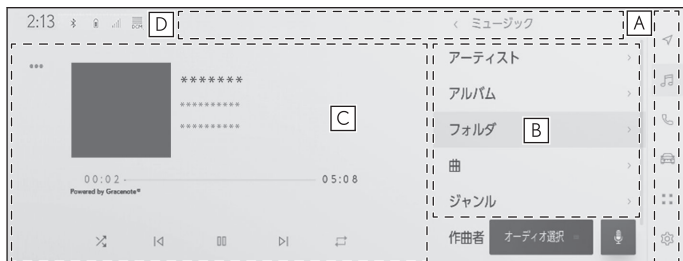 2:13 DCM D ＜ ミュージック A
アーティスト
*******
アルバム
**********
**********
C
フォルダ B
曲
00:02 05:08
Powered by Gracenote®
ジャンル
作曲者 オーディオ選択